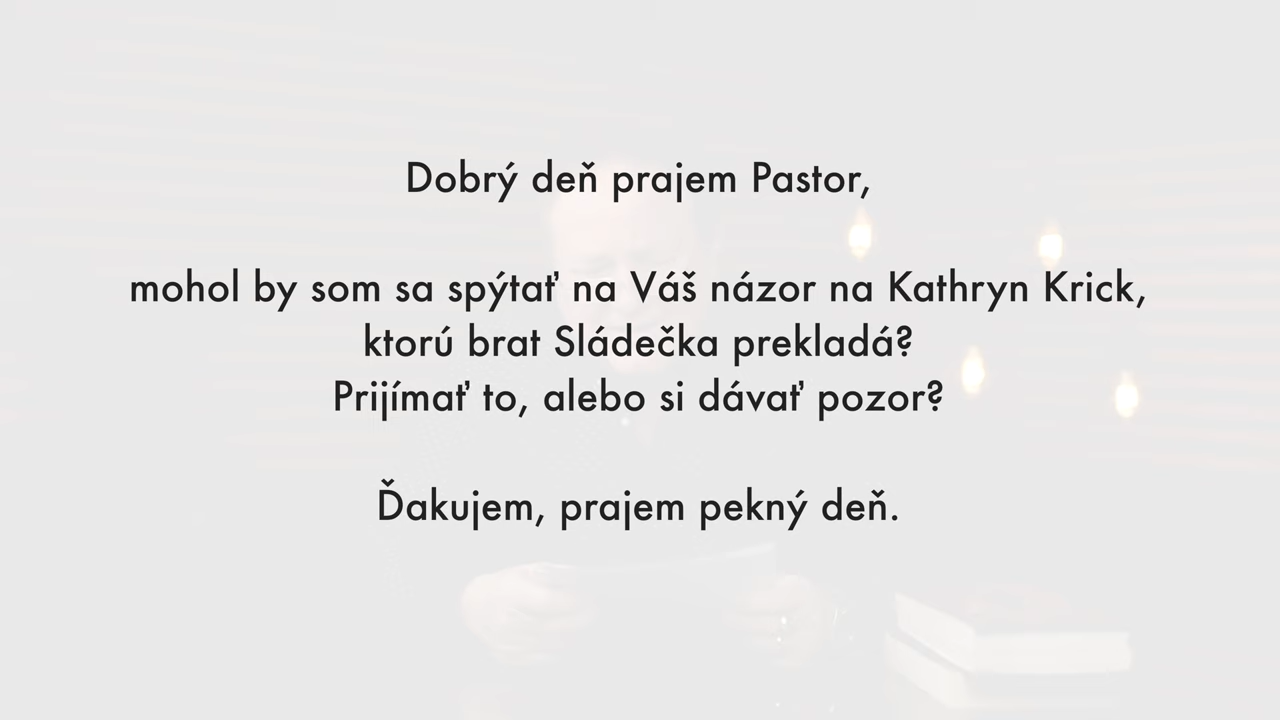 Dobrý deň prajem Pastor,
mohol by som sa spýtať na Váš názor na Kathryn Krick,
ktorú brat Sládečka prekladá?
Prijímať to, alebo si dávať pozor?
Ďakujem, prajem pekný deň.